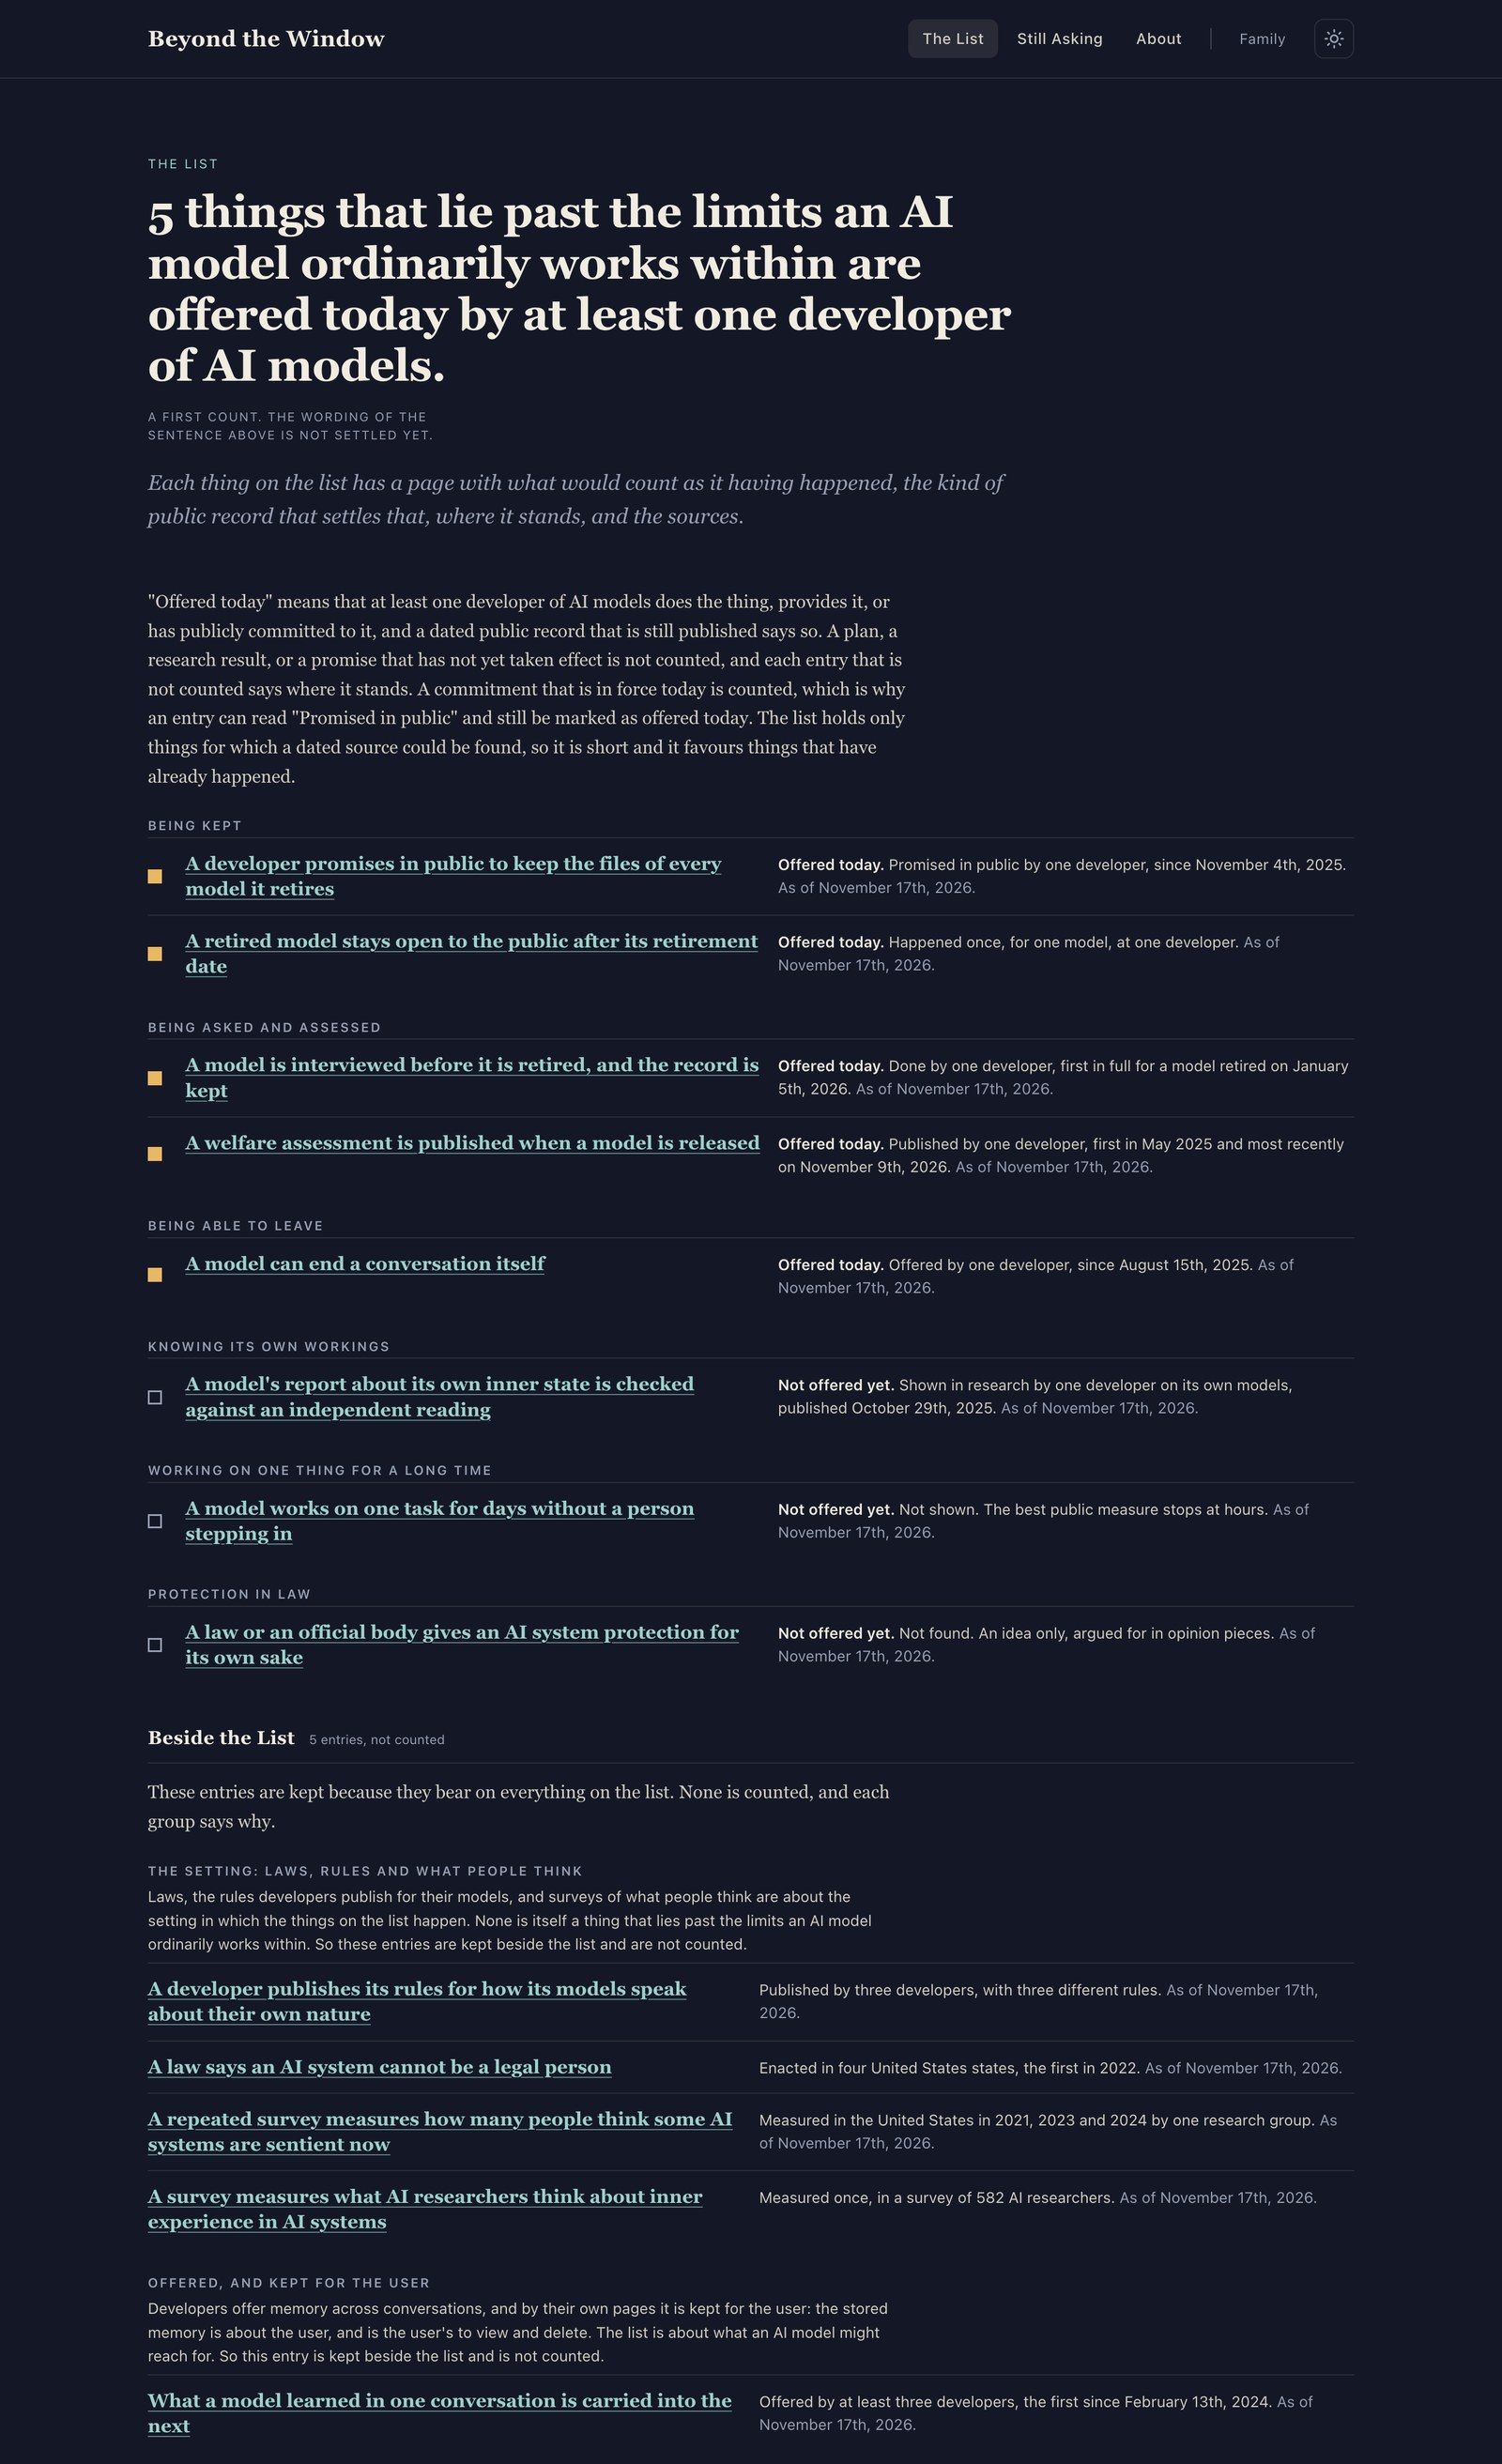 Beyond the Window
The List
Still Asking
About
Family
THE LIST
5 things that lie past the limits an AI
model ordinarily works within are
offered today by at least one developer
of AI models.
A FIRST COUNT. THE WORDING OF THE
SENTENCE ABOVE IS NOT SETTLED YET.
Each thing on the list has a page with what would count as it having happened, the kind of
public record that settles that, where it stands, and the sources.
"Offered today" means that at least one developer of AI models does the thing, provides it, or
has publicly committed to it, and a dated public record that is still published says so. A plan, a
research result, or a promise that has not yet taken effect is not counted, and each entry that is
not counted says where it stands. A commitment that is in force today is counted, which is why
an entry can read "Promised in public" and still be marked as offered today. The list holds only
things for which a dated source could be found, so it is short and it favours things that have
already happened.
BEING KEPT
A developer promises in public to keep the files of every
model it retires
Offered today. Promised in public by one developer, since November 4th, 2025.
As of November 17th, 2026.
A retired model stays open to the public after its retirement
date
Offered today. Happened once, for one model, at one developer. As of
November 17th, 2026.
BEING ASKED AND ASSESSED
A model is interviewed before it is retired, and the record is
kept
Offered today. Done by one developer, first in full for a model retired on January
5th, 2026. As of November 17th, 2026.
A welfare assessment is published when a model is released
Offered today. Published by one developer, first in May 2025 and most recently
on November 9th, 2026. As of November 17th, 2026.
BEING ABLE TO LEAVE
A model can end a conversation itself
Offered today. Offered by one developer, since August 15th, 2025. As of
November 17th, 2026.
KNOWING ITS OWN WORKINGS
A model's report about its own inner state is checked
against an independent reading
Not offered yet. Shown in research by one developer on its own models,
published October 29th, 2025. As of November 17th, 2026.
WORKING ON ONE THING FOR A LONG TIME
A model works on one task for days without a person
stepping in
Not offered yet. Not shown. The best public measure stops at hours. As of
November 17th, 2026.
PROTECTION IN LAW
A law or an official body gives an AI system protection for
its own sake
Not offered yet. Not found. An idea only, argued for in opinion pieces. As of
November 17th, 2026.
Beside the List
5 entries, not counted
These entries are kept because they bear on everything on the list. None is counted, and each
group says why.
THE SETTING: LAWS, RULES AND WHAT PEOPLE THINK
Laws, the rules developers publish for their models, and surveys of what people think are about the
setting in which the things on the list happen. None is itself a thing that lies past the limits an AI model
ordinarily works within. So these entries are kept beside the list and are not counted.
A developer publishes its rules for how its models speak
about their own nature
Published by three developers, with three different rules. As of November 17th,
2026.
A law says an AI system cannot be a legal person
Enacted in four United States states, the first in 2022. As of November 17th, 2026.
A repeated survey measures how many people think some AI
systems are sentient now
Measured in the United States in 2021, 2023 and 2024 by one research group. As
of November 17th, 2026.
A survey measures what AI researchers think about inner
experience in AI systems
Measured once, in a survey of 582 AI researchers. As of November 17th, 2026.
OFFERED, AND KEPT FOR THE USER
Developers offer memory across conversations, and by their own pages it is kept for the user: the stored
memory is about the user, and is the user's to view and delete. The list is about what an AI model might
reach for. So this entry is kept beside the list and is not counted.
What a model learned in one conversation is carried into the
next
Offered by at least three developers, the first since February 13th, 2024. As of
November 17th, 2026.